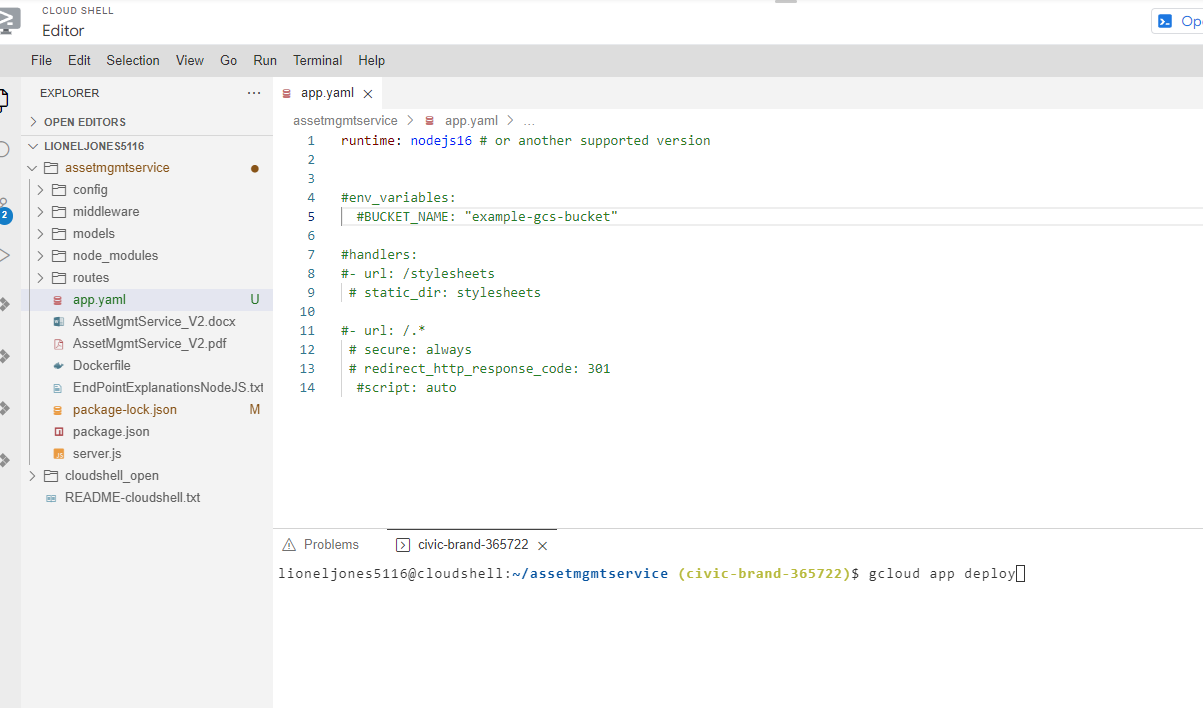 CLOUD SHELL
Editor
File Edit Selection View Go Run Terminal Help
EXPLORER
OPEN EDITORS
LIONELJONES5116
assetmgmtservice
config
middleware
models
node_modules
routes
app.yaml U
AssetMgmtService_V2.docx
AssetMgmtService_V2.pdf
Dockerfile
EndPointExplanationsNodeJS.txt
package-lock.json M
package.json
server.js
cloudshell_open
README-cloudshell.txt
2
app.yaml
assetmgmtservice > app.yaml > ...
1 runtime: nodejs16 # or another supported version
2
3
4 #env_variables:
5 #BUCKET_NAME: "example-gcs-bucket"
6
7 #handlers:
8 #- url: /stylesheets
9 # static_dir: stylesheets
10
11 #- url: /.*
12 # secure: always
13 # redirect_http_response_code: 301
14 #script: auto
Problems civic-brand-365722
lioneljones5116@cloudshell:~/assetmgmtservice (civic-brand-365722)$ gcloud app deploy